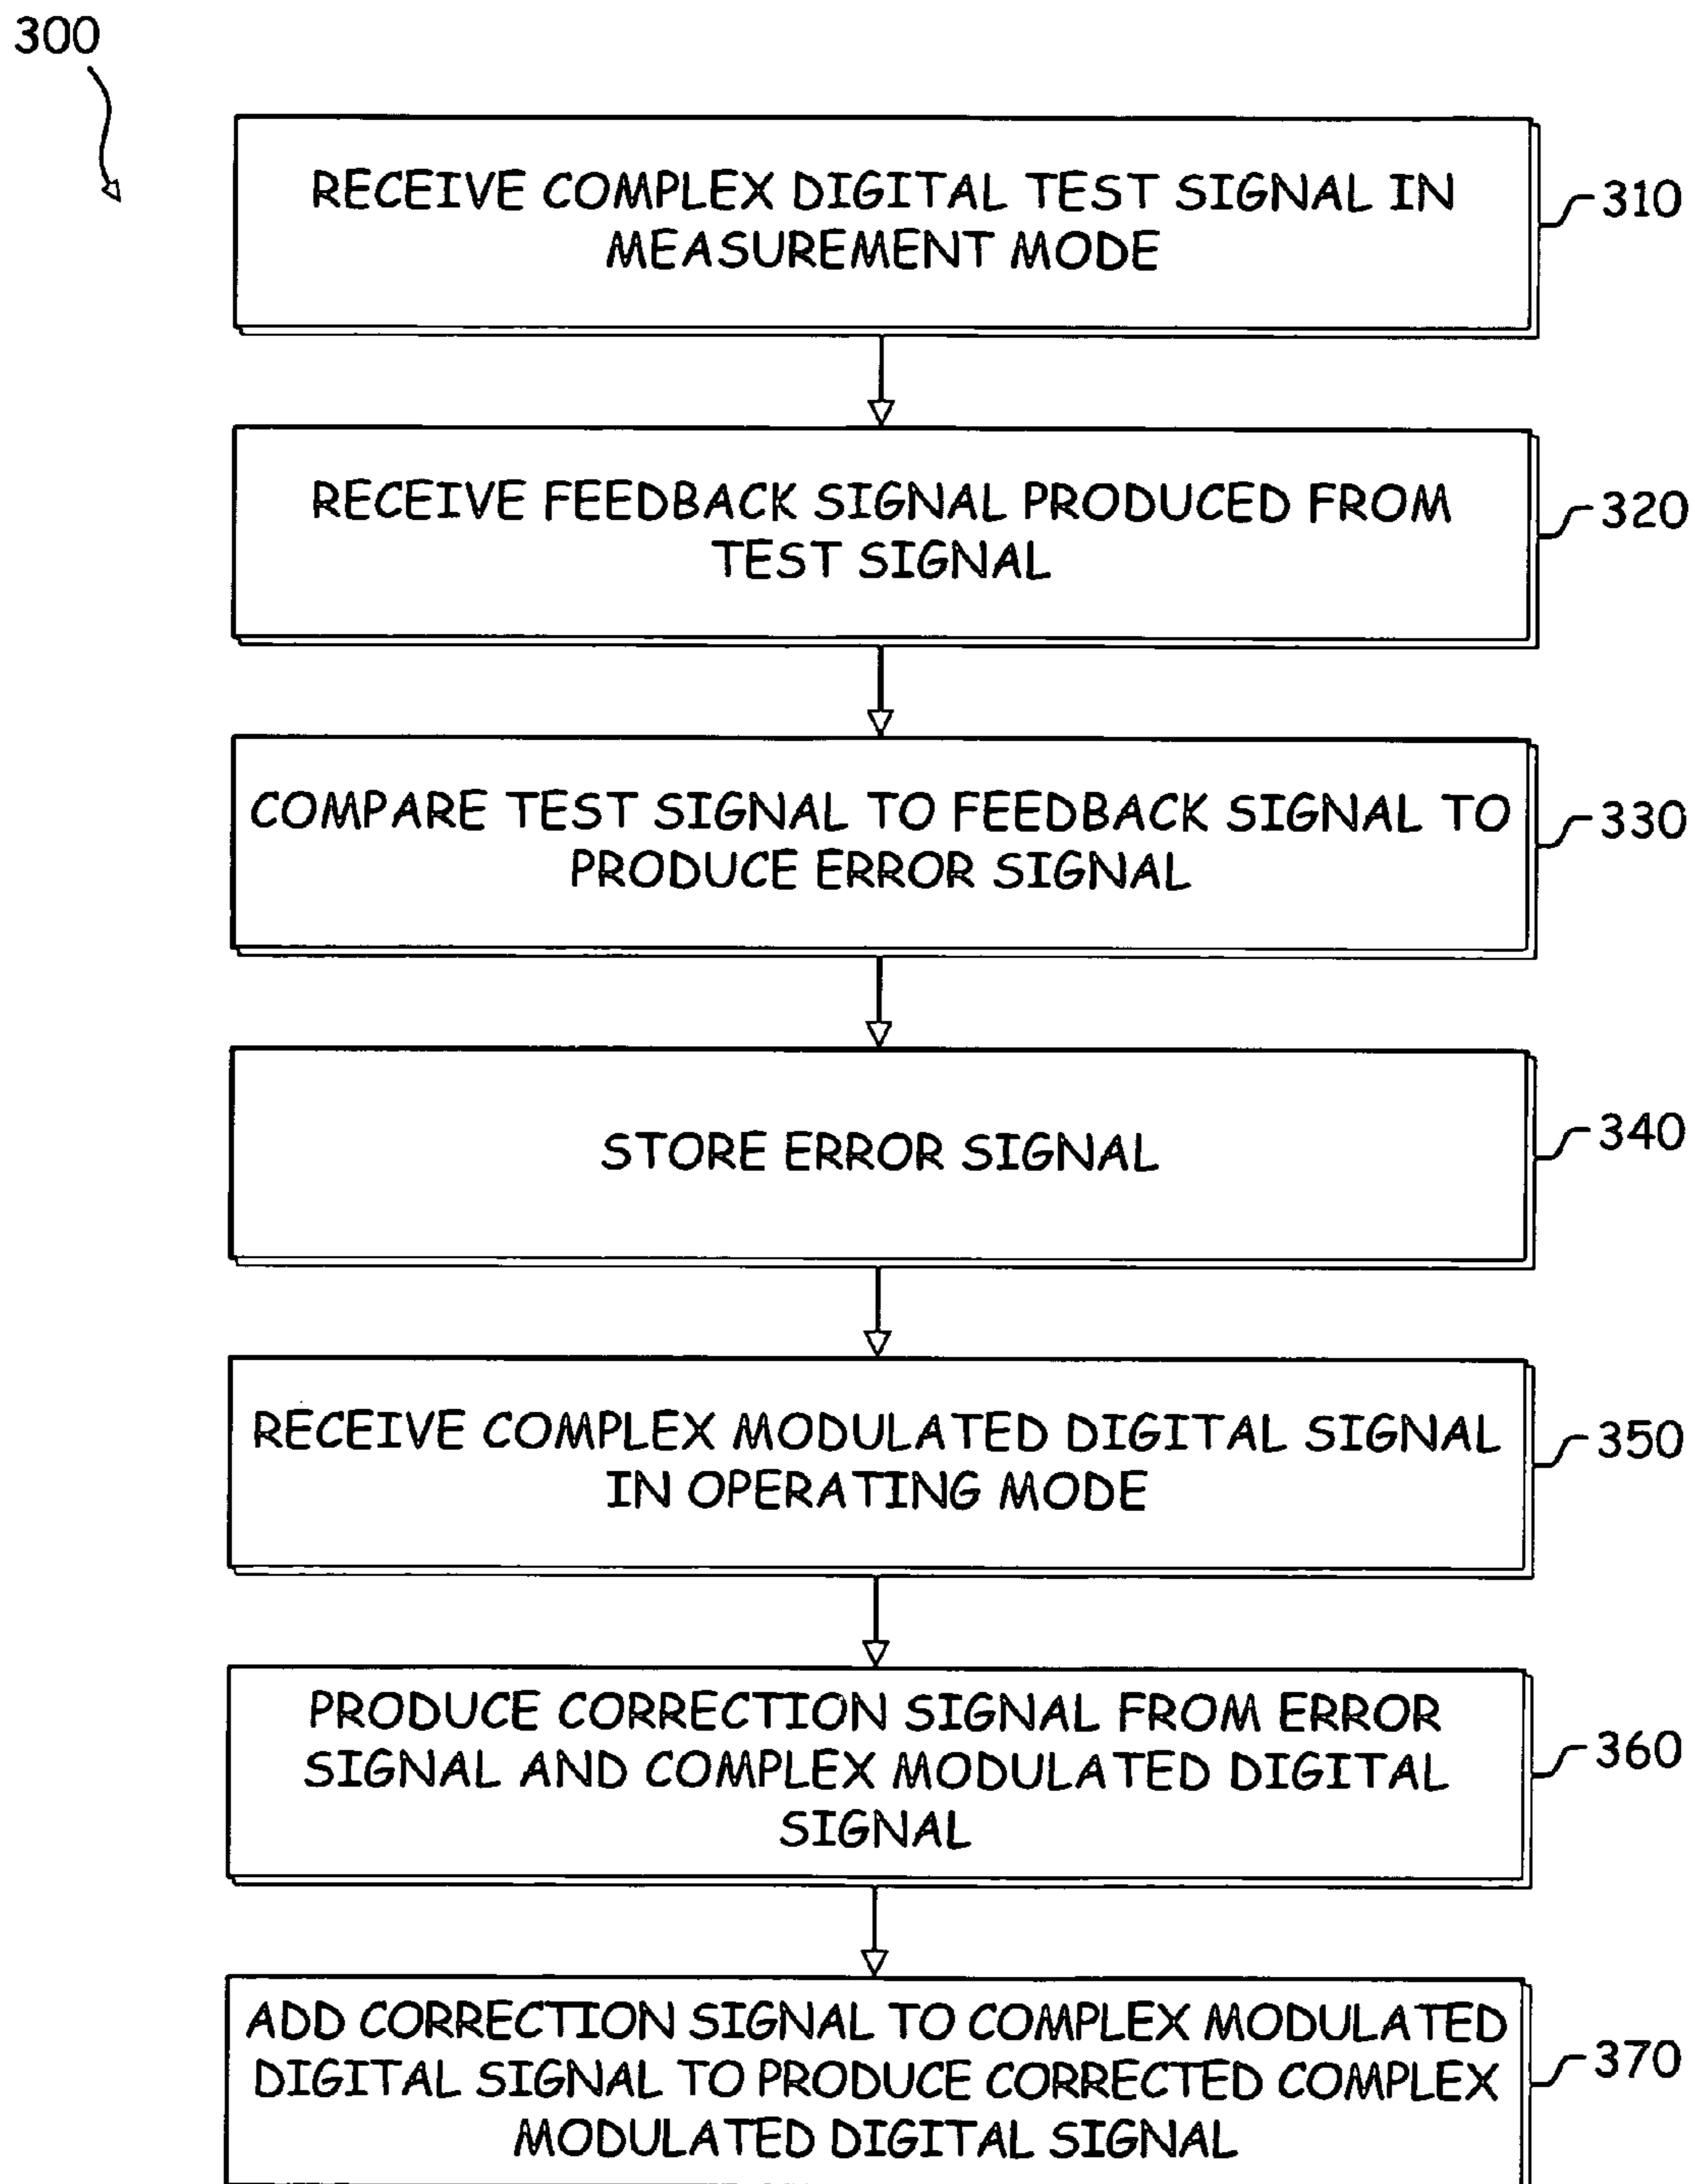 300
RECEIVE COMPLEX DIGITAL TEST SIGNAL IN
MEASUREMENT MODE
310
RECEIVE FEEDBACK SIGNAL PRODUCED FROM
TEST SIGNAL
320
COMPARE TEST SIGNAL TO FEEDBACK SIGNAL TO
PRODUCE ERROR SIGNAL
330
STORE ERROR SIGNAL
340
RECEIVE COMPLEX MODULATED DIGITAL SIGNAL
IN OPERATING MODE
350
PRODUCE CORRECTION SIGNAL FROM ERROR
SIGNAL AND COMPLEX MODULATED DIGITAL
SIGNAL
360
ADD CORRECTION SIGNAL TO COMPLEX MODULATED
DIGITAL SIGNAL TO PRODUCE CORRECTED COMPLEX
MODULATED DIGITAL SIGNAL
370